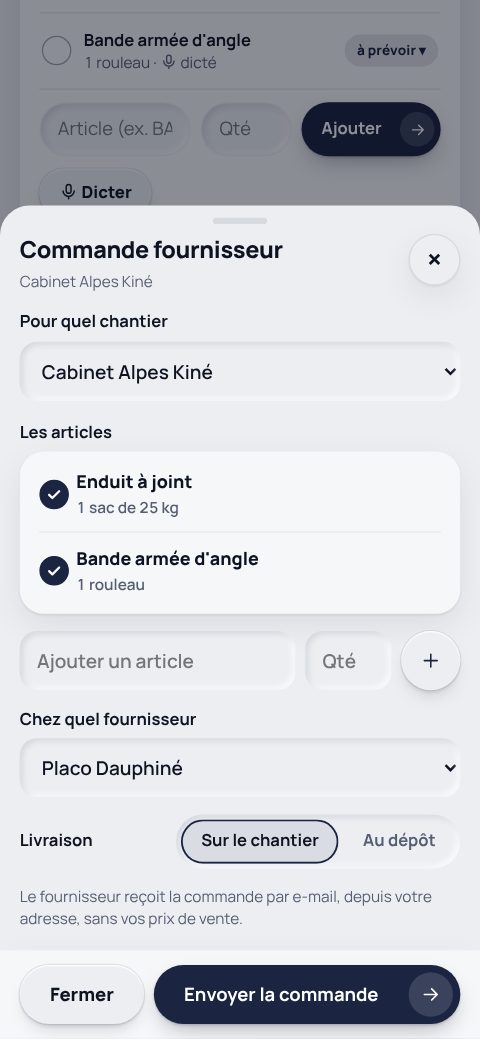 Bande armée d'angle
1 rouleau · dicté
à prévoir ▾
Article (ex. BA
Qté
Ajouter →
Dicter
Commande fournisseur
Cabinet Alpes Kiné
Pour quel chantier
Cabinet Alpes Kiné
Les articles
Enduit à joint
1 sac de 25 kg
Bande armée d'angle
1 rouleau
Ajouter un article
Qté
+
Chez quel fournisseur
Placo Dauphiné
Livraison
Sur le chantier
Au dépôt
Le fournisseur reçoit la commande par e-mail, depuis votre
adresse, sans vos prix de vente.
Fermer
Envoyer la commande →